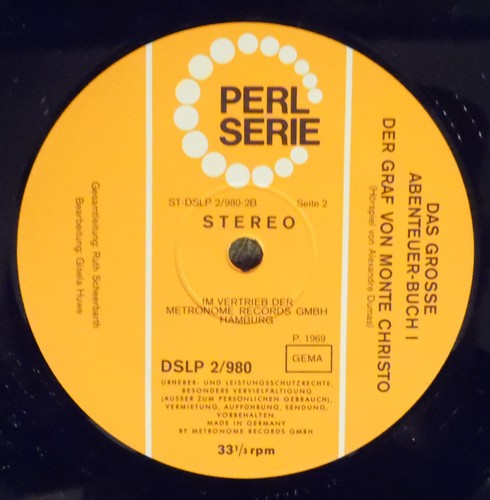 PERL
SERIE
ST-DSLP 2/980-2B Seite 2
STEREO
IM VERTRIEB DER
METRONOME RECORDS GMBH
HAMBURG
P. 1969
DSLP 2/980 GEMA
URHEBER- UND LEISTUNGSSCHUTZRECHTE,
BESONDERS VERVIELFALTIGUNG
(AUSSER ZUM PERSÖNLICHEN GEBRAUCH),
VERMIETUNG, AUFFÜHRUNG, SENDUNG,
VORBEHALTEN.
MADE IN GERMANY
BY METRONOME RECORDS GMBH
33 1/3 rpm
DAS GROSSE
ABENTEUER-BUCH I
DER GRAF VON MONTE CHRISTO
(Hörspiel von Alexandre Dumas)
Gesamtleitung: Ruth Scheerbarth
Bearbeitung: Gisela Huwe